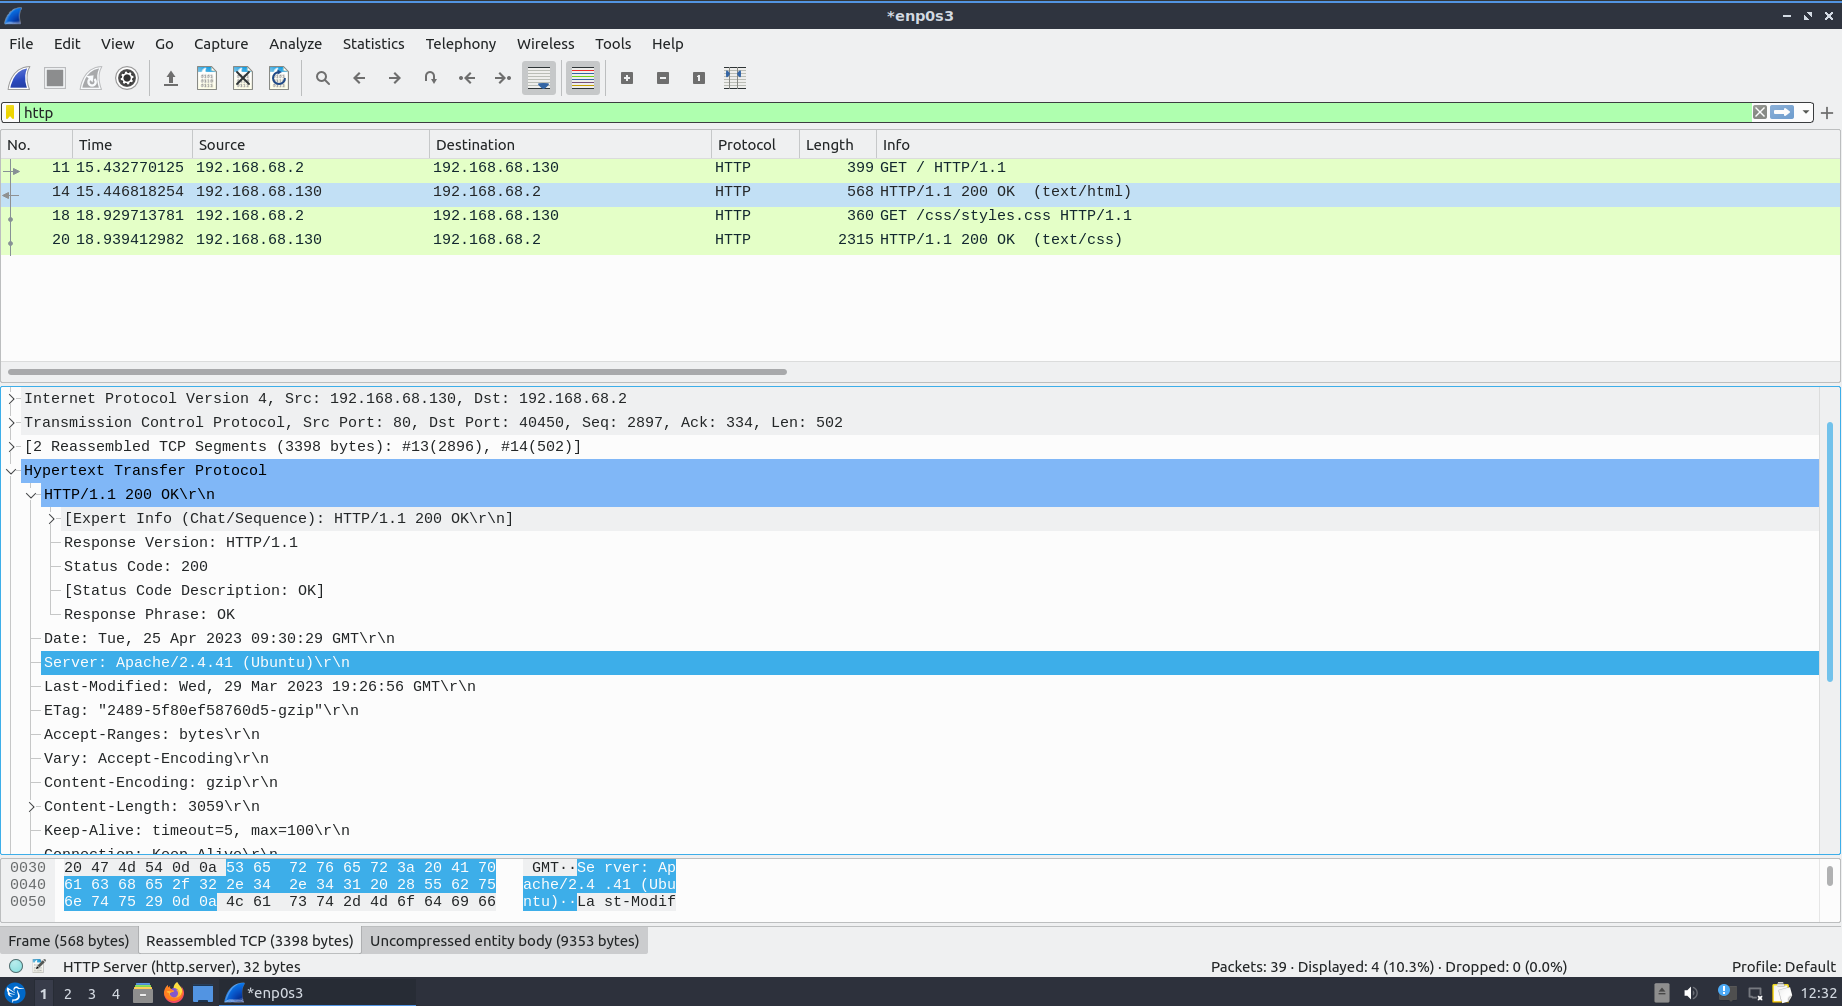 *enp0s3
File Edit View Go Capture Analyze Statistics Telephony Wireless Tools Help
http
No. Time Source Destination Protocol Length Info
11 15.432770125 192.168.68.2 192.168.68.130 HTTP 399 GET / HTTP/1.1
14 15.446818254 192.168.68.130 192.168.68.2 HTTP 568 HTTP/1.1 200 OK  (text/html)
18 18.929713781 192.168.68.2 192.168.68.130 HTTP 360 GET /css/styles.css HTTP/1.1
20 18.939412982 192.168.68.130 192.168.68.2 HTTP 2315 HTTP/1.1 200 OK  (text/css)
Internet Protocol Version 4, Src: 192.168.68.130, Dst: 192.168.68.2
Transmission Control Protocol, Src Port: 80, Dst Port: 40450, Seq: 2897, Ack: 334, Len: 502
[2 Reassembled TCP Segments (3398 bytes): #13(2896), #14(502)]
Hypertext Transfer Protocol
HTTP/1.1 200 OK\r\n
[Expert Info (Chat/Sequence): HTTP/1.1 200 OK\r\n]
Response Version: HTTP/1.1
Status Code: 200
[Status Code Description: OK]
Response Phrase: OK
Date: Tue, 25 Apr 2023 09:30:29 GMT\r\n
Server: Apache/2.4.41 (Ubuntu)\r\n
Last-Modified: Wed, 29 Mar 2023 19:26:56 GMT\r\n
ETag: "2489-5f80ef58760d5-gzip"\r\n
Accept-Ranges: bytes\r\n
Vary: Accept-Encoding\r\n
Content-Encoding: gzip\r\n
Content-Length: 3059\r\n
Keep-Alive: timeout=5, max=100\r\n
Connection: Keep-Alive\r\n
0030 20 47 4d 54 0d 0a 53 65 72 76 65 72 3a 20 41 70 GMT··Se rver: Ap
0040 61 63 68 65 2f 32 2e 34 2e 34 31 20 28 55 62 75 ache/2.4 .41 (Ubu
0050 6e 74 75 29 0d 0a 4c 61 73 74 2d 4d 6f 64 69 66 ntu)··La st-Modif
Frame (568 bytes) Reassembled TCP (3398 bytes) Uncompressed entity body (9353 bytes)
HTTP Server (http.server), 32 bytes Packets: 39 · Displayed: 4 (10.3%) · Dropped: 0 (0.0%) Profile: Default
1 2 3 4 *enp0s3 12:32